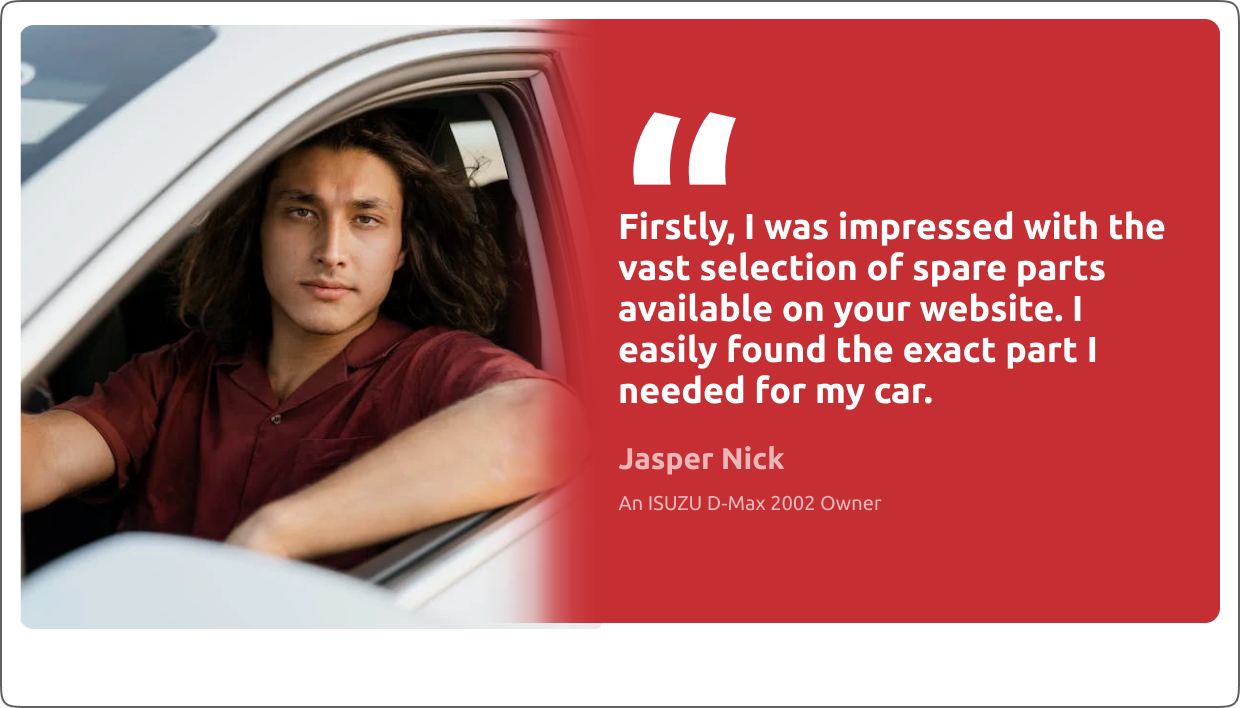 “
Firstly, I was impressed with the
vast selection of spare parts
available on your website. I
easily found the exact part I
needed for my car.
Jasper Nick
An ISUZU D-Max 2002 Owner